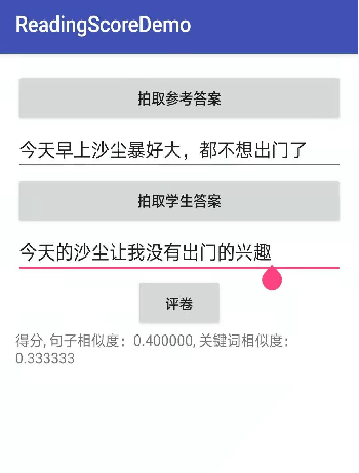 ReadingScoreDemo
拍取参考答案
今天早上沙尘暴好大，都不想出门了
拍取学生答案
今天的沙尘让我没有出门的兴趣
评卷
得分, 句子相似度：0.400000, 关键词相似度：
0.333333